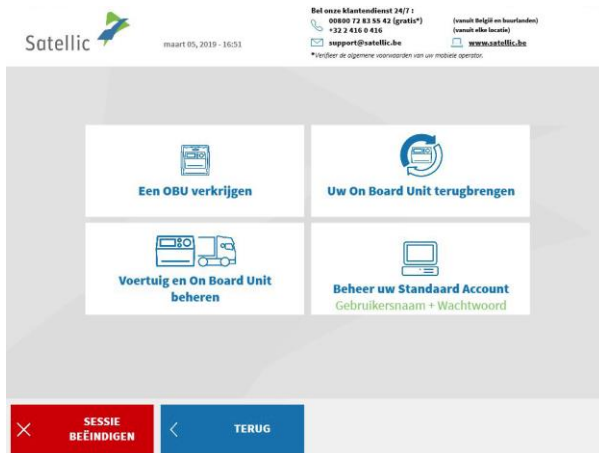 Satellic
maart 05, 2019 - 16:51
Bel onze klantendienst 24/7 :
00800 72 83 55 42 (gratis*) (vanuit België en buurlanden)
+32 2 416 0 416 (vanuit elke locatie)
support@satellic.be www.satellic.be
*Verifieer de algemene voorwaarden van uw mobiele operator.
Een OBU verkrijgen
Uw On Board Unit terugbrengen
Voertuig en On Board Unit
beheren
Beheer uw Standaard Account
Gebruikersnaam + Wachtwoord
SESSIE
BEËINDIGEN
TERUG